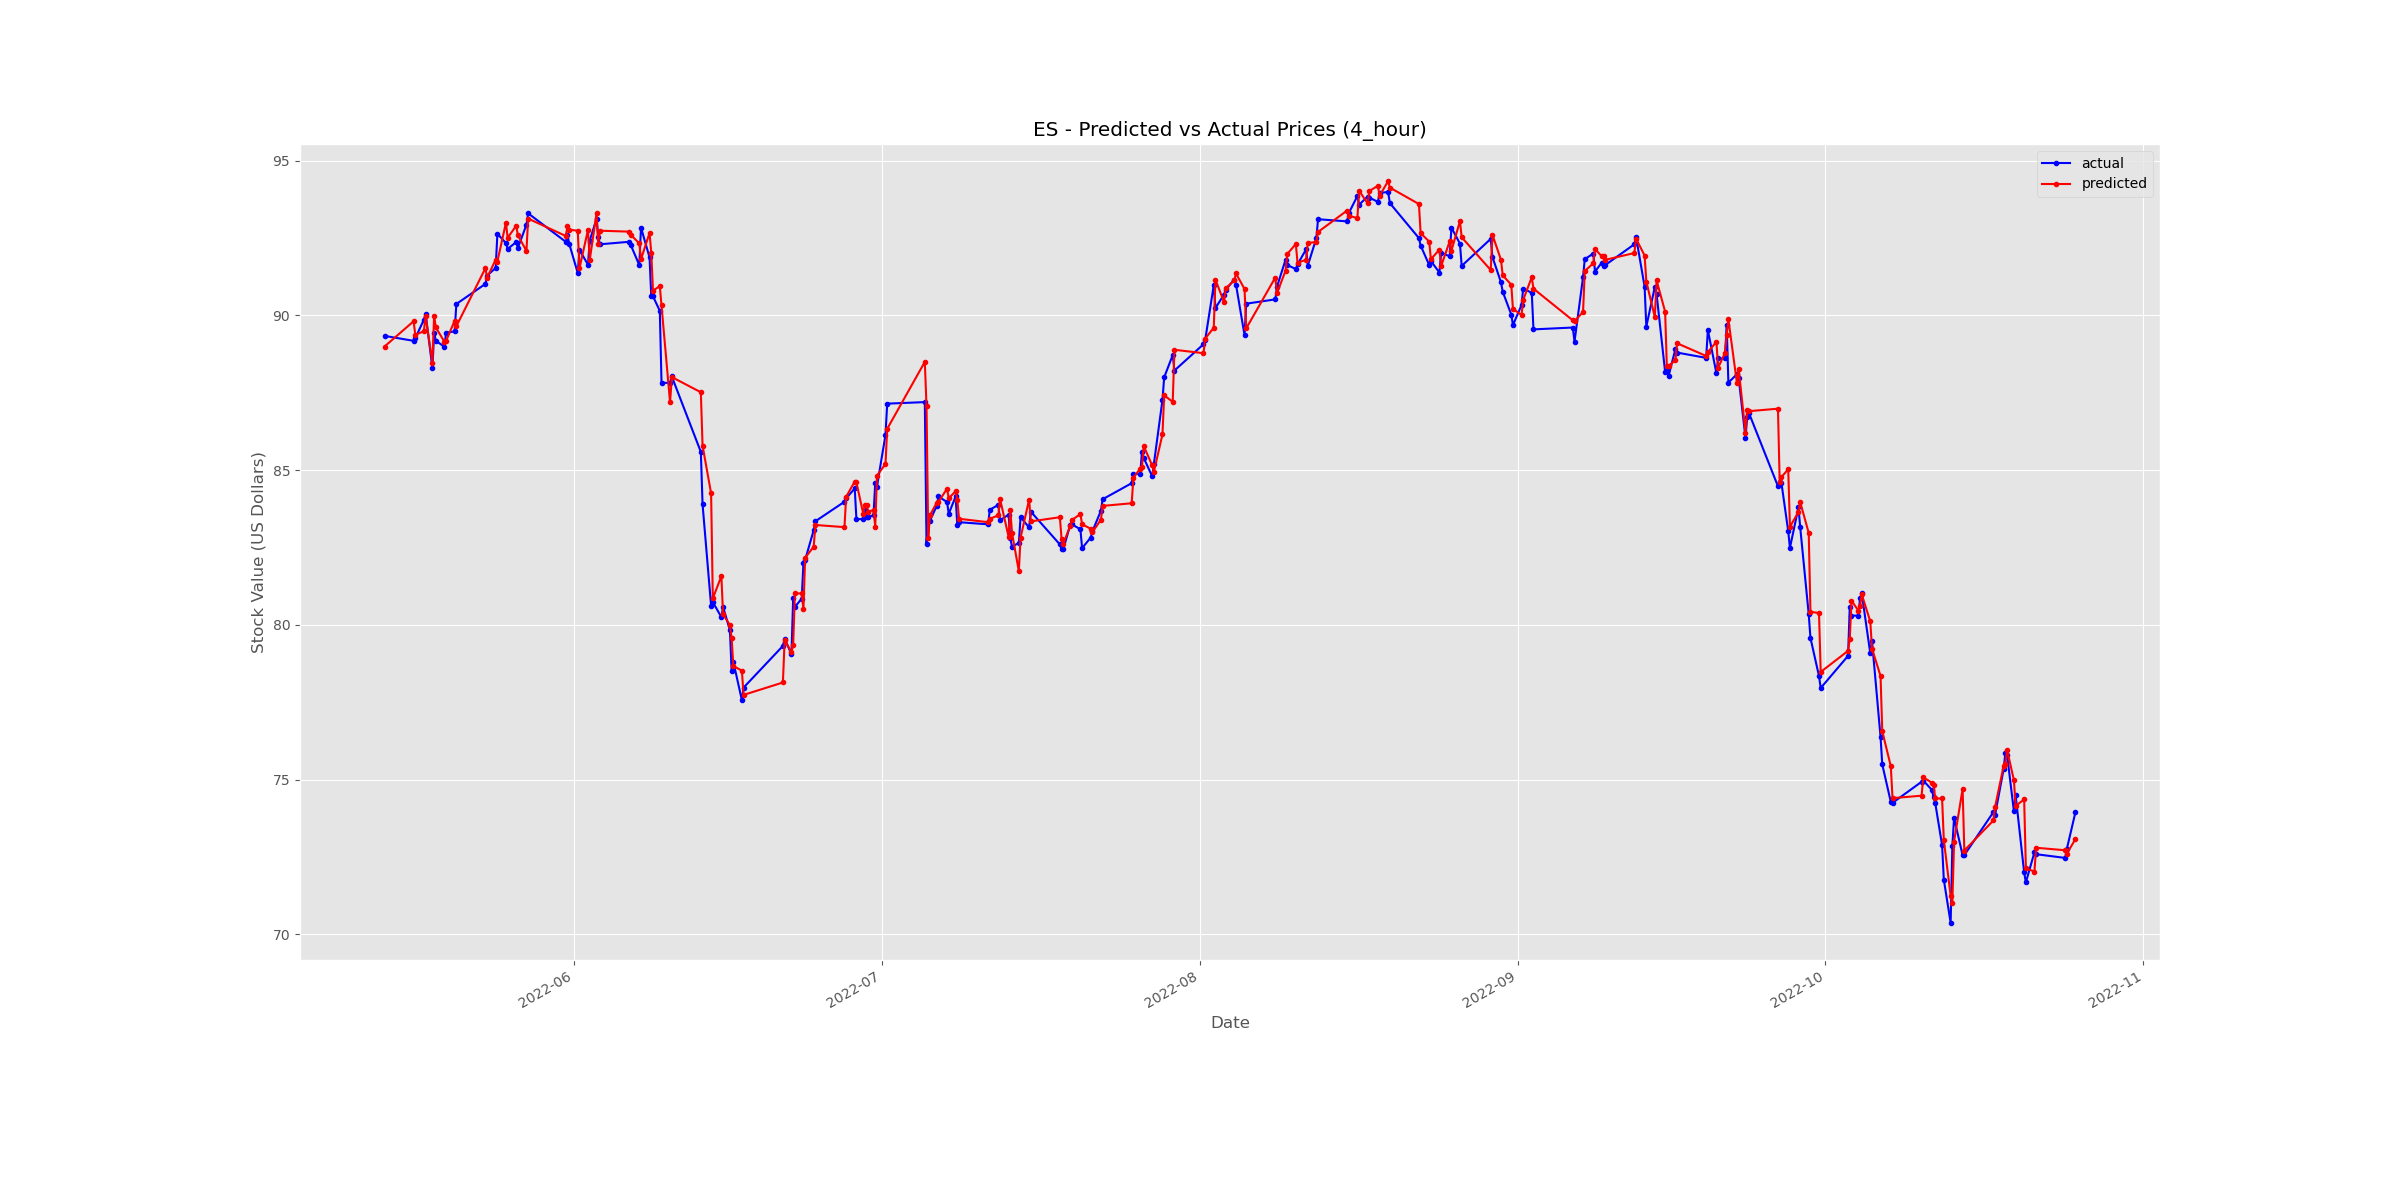 ES - Predicted vs Actual Prices (4_hour)
actual
predicted
Stock Value (US Dollars)
95
90
85
80
75
70
2022-06
2022-07
2022-08
2022-09
2022-10
2022-11
Date